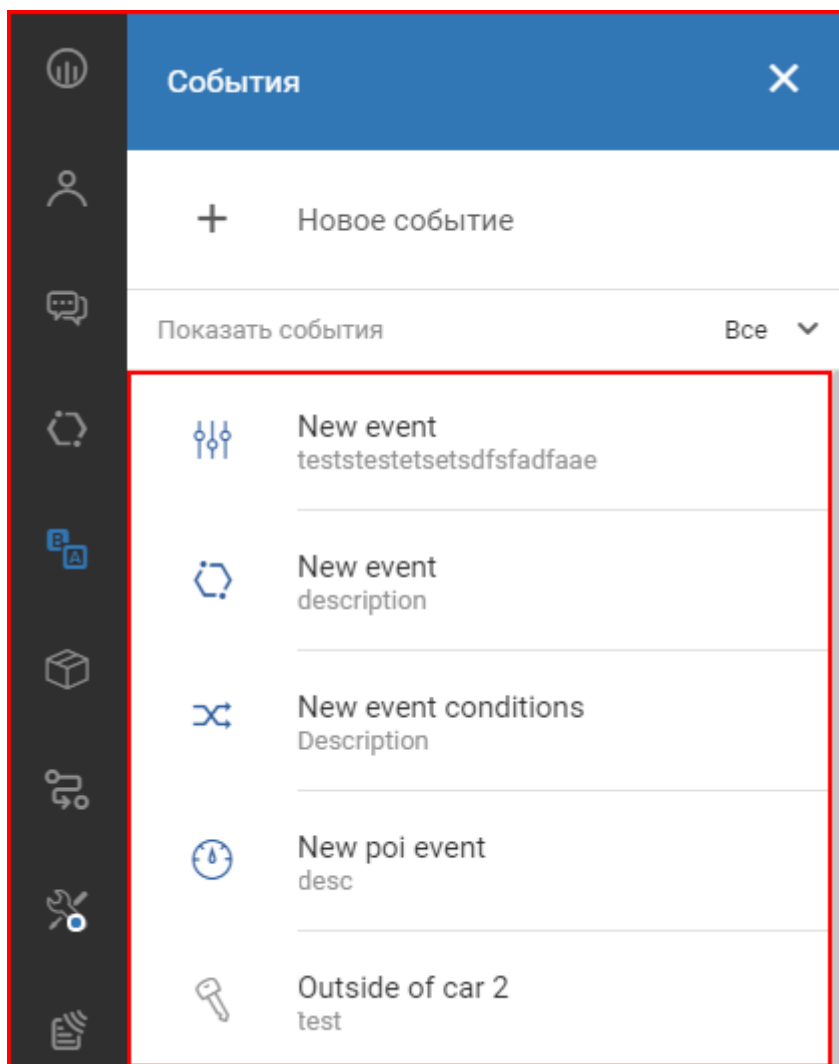 События
Новое событие
Показать события Все
New event
teststestetsetsdfsfadfaae
B
A
New event
description
New event conditions
Description
New poi event
desc
Outside of car 2
test